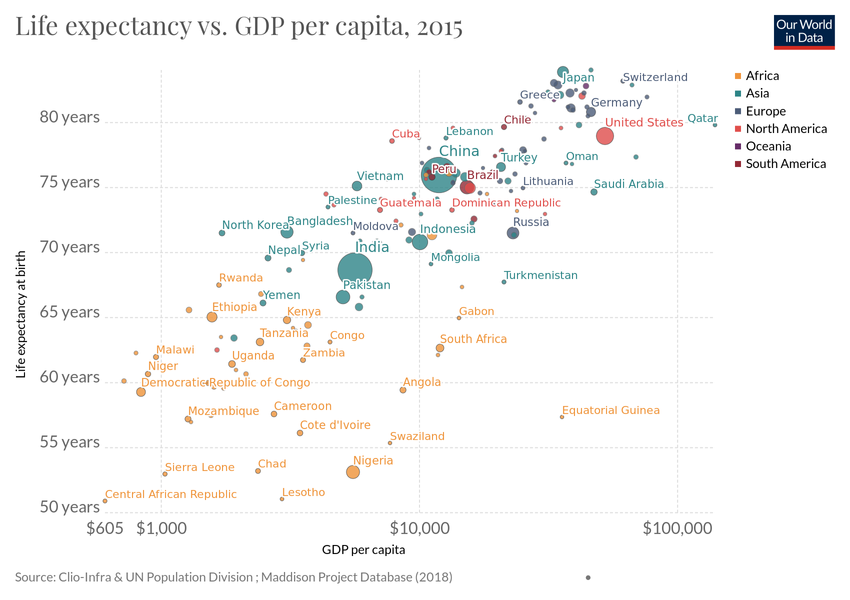 Life expectancy vs. GDP per capita, 2015
Our World
in Data
Africa
Asia
Europe
North America
Oceania
South America
Life expectancy at birth
80 years
75 years
70 years
65 years
60 years
55 years
50 years
Japan
Switzerland
Greece
Germany
Chile
United States
Qatar
Cuba
Lebanon
China
Turkey
Oman
Peru
Brazil
Vietnam
Lithuania
Saudi Arabia
Palestine
Guatemala
Dominican Republic
North Korea
Bangladesh
Moldova
Indonesia
Russia
Nepal
Syria
India
Mongolia
Rwanda
Pakistan
Turkmenistan
Yemen
Ethiopia
Kenya
Gabon
Tanzania
Congo
South Africa
Malawi
Uganda
Zambia
Niger
Democratic Republic of Congo
Angola
Mozambique
Cameroon
Equatorial Guinea
Cote d'Ivoire
Swaziland
Sierra Leone
Chad
Nigeria
Central African Republic
Lesotho
$605
$1,000
$10,000
$100,000
GDP per capita
Source: Clio-Infra & UN Population Division ; Maddison Project Database (2018)